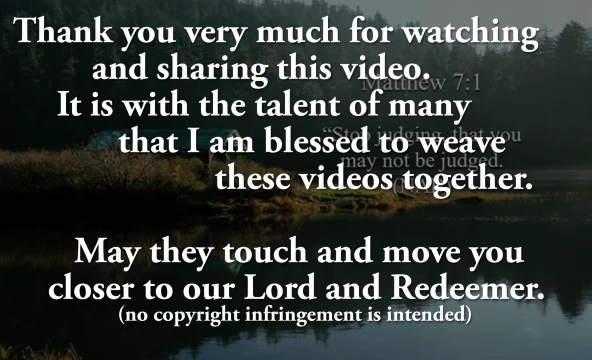 Thank you very much for watching
and sharing this video.
Matthew 7:1
It is with the talent of many
"Stop judging, that you
that I am blessed to weave
may not be judged.
these videos together.
May they touch and move you
closer to our Lord and Redeemer.
(no copyright infringement is intended)